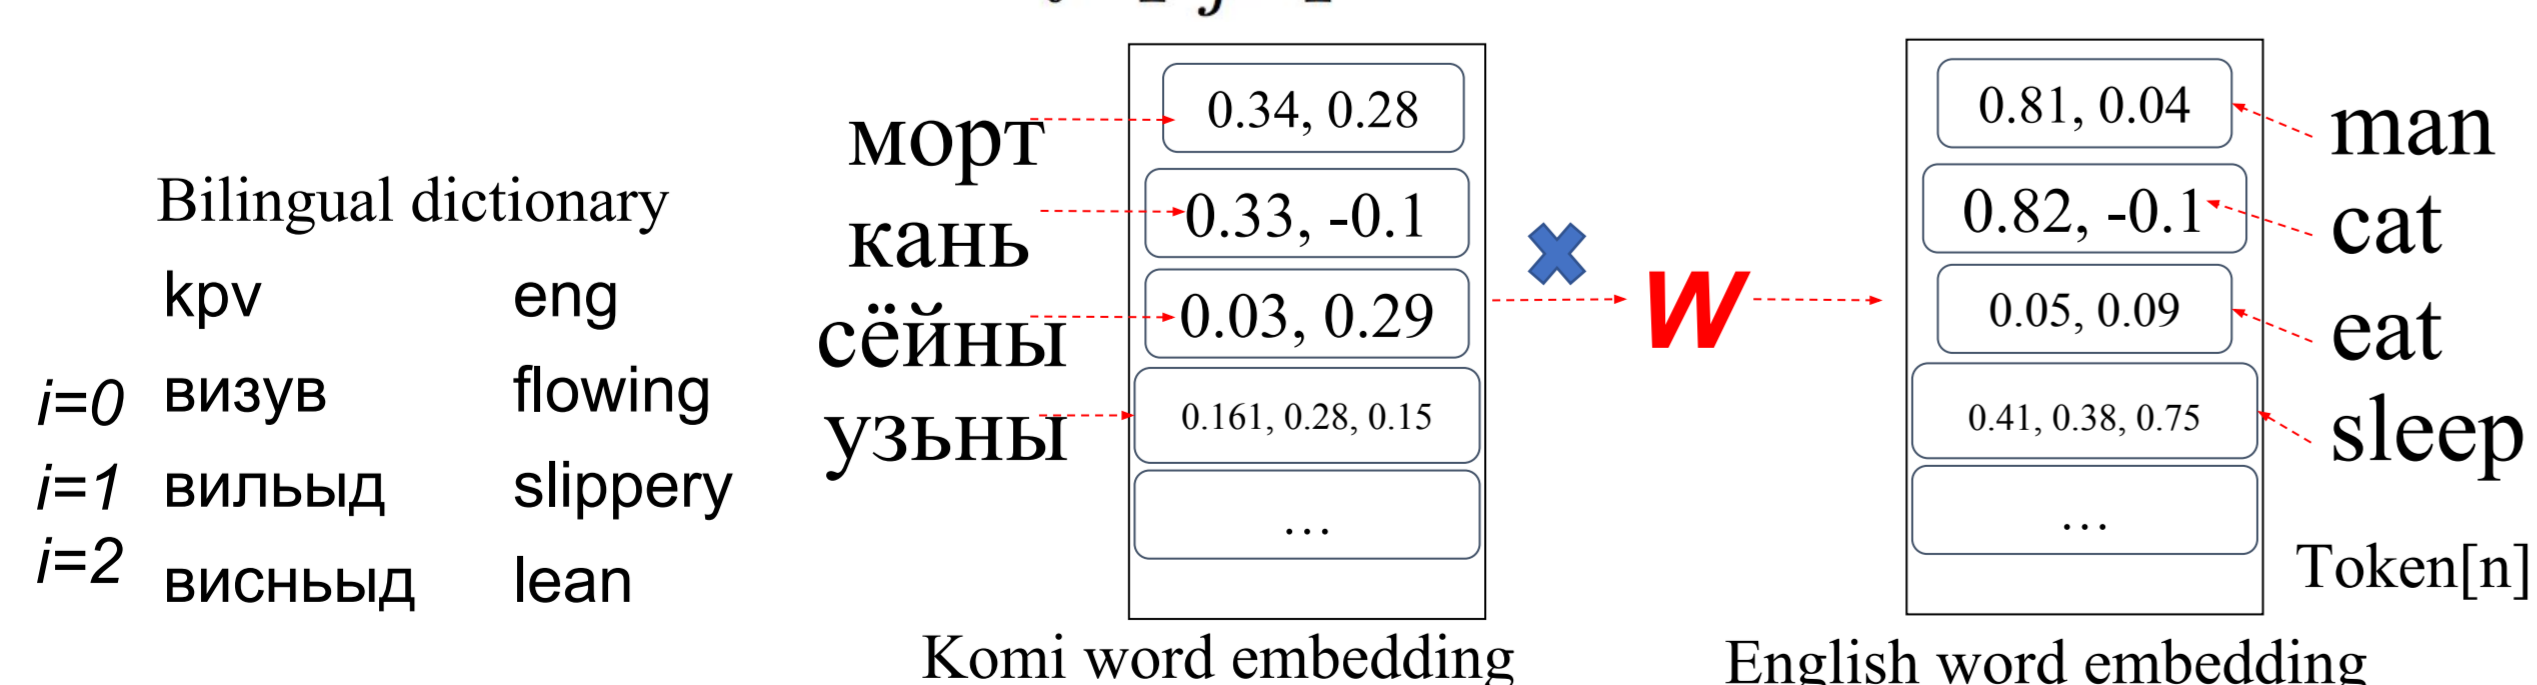 Bilingual dictionary
kpv eng
i=0 визув flowing
i=1 вильыд slippery
i=2 висньыд lean
морт 0.34, 0.28
кань 0.33, -0.1
сёйны 0.03, 0.29
узьны 0.161, 0.28, 0.15
…
Komi word embedding
W
0.81, 0.04 man
0.82, -0.1 cat
0.05, 0.09 eat
0.41, 0.38, 0.75 sleep
…
Token[n]
English word embedding